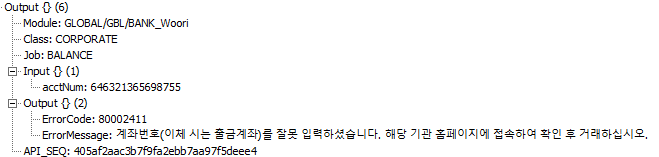 Output {} (6)
Module: GLOBAL/GBL/BANK_Woori
Class: CORPORATE
Job: BALANCE
Input {} (1)
acctNum: 646321365698755
Output {} (2)
ErrorCode: 80002411
ErrorMessage: 계좌번호(이체 시는 출금계좌)를 잘못 입력하셨습니다. 해당 기관 홈페이지에 접속하여 확인 후 거래하십시오.
API_SEQ: 405af2aac3b7f9fa2ebb7aa97f5deee4